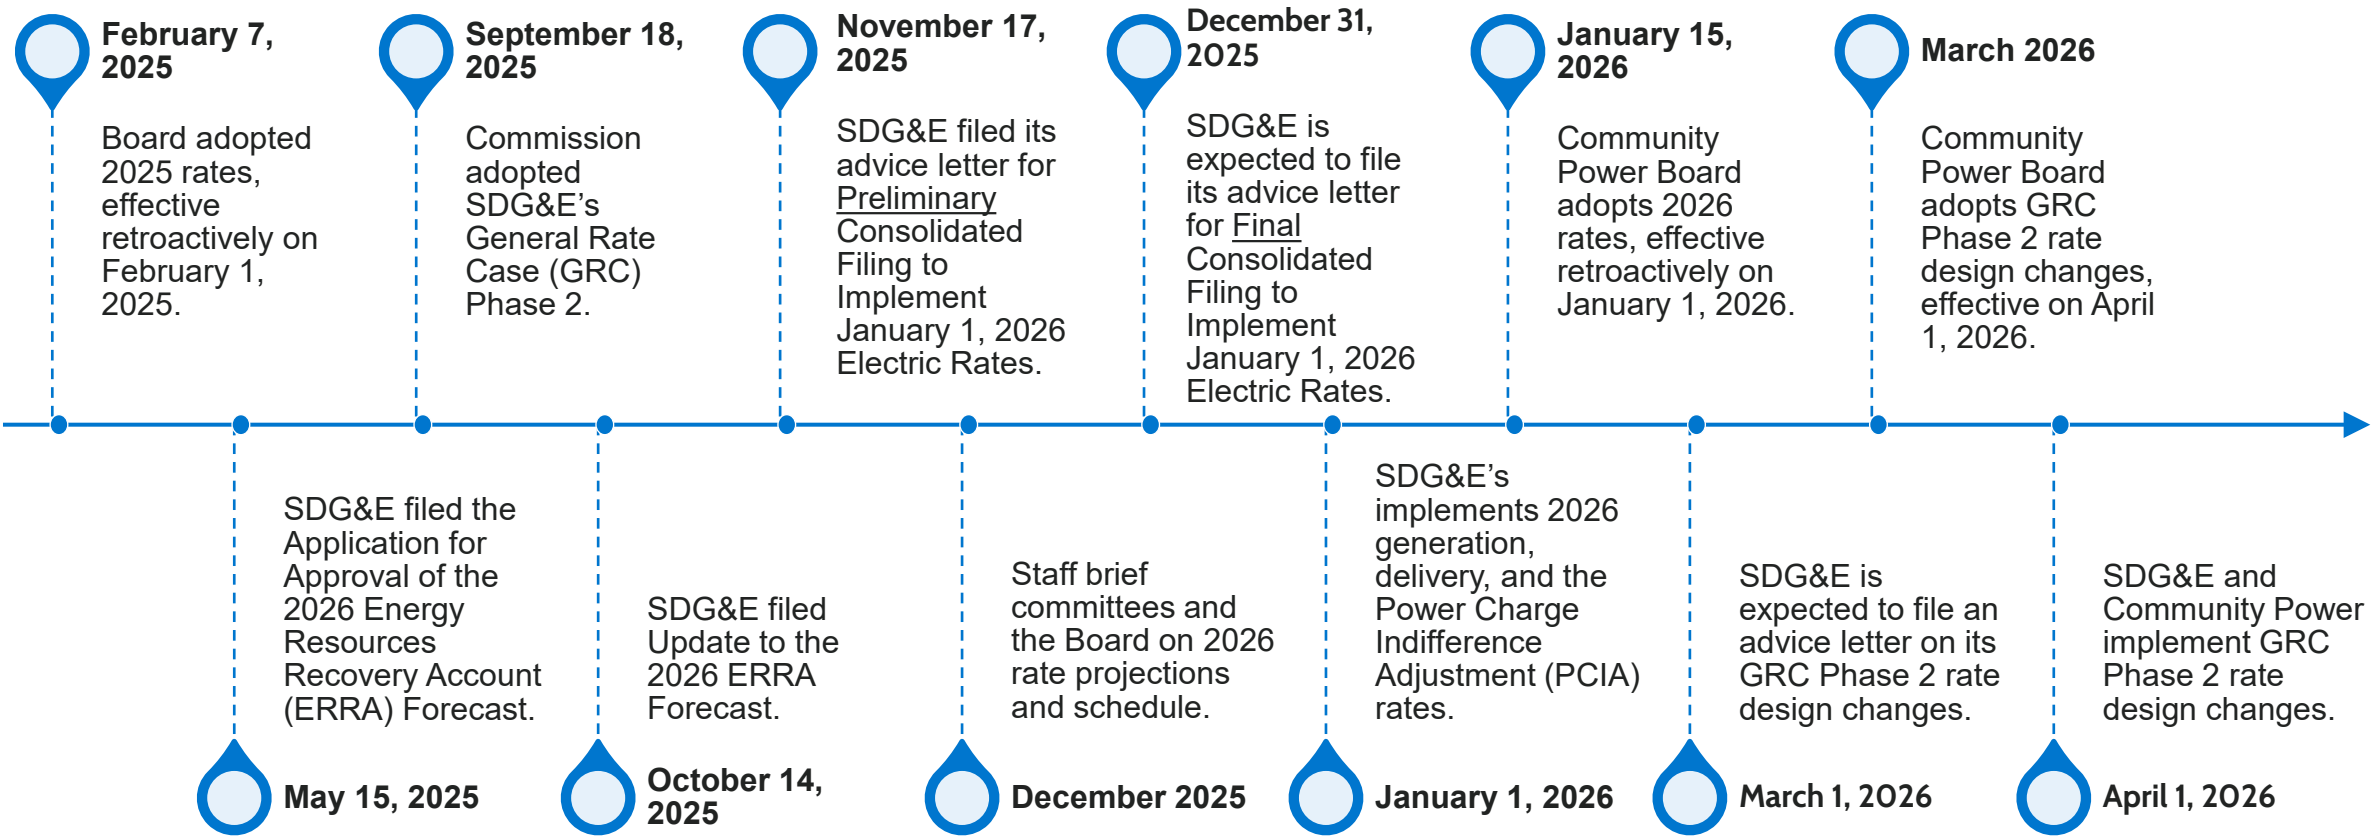 February 7,
2025
Board adopted
2025 rates,
effective
retroactively on
February 1,
2025.
September 18,
2025
Commission
adopted
SDG&E’s
General Rate
Case (GRC)
Phase 2.
November 17,
2025
SDG&E filed its
advice letter for
Preliminary
Consolidated
Filing to
Implement
January 1, 2026
Electric Rates.
December 31,
2025
SDG&E is
expected to file
its advice letter
for Final
Consolidated
Filing to
Implement
January 1, 2026
Electric Rates.
January 15,
2026
Community
Power Board
adopts 2026
rates, effective
retroactively on
January 1, 2026.
March 2026
Community
Power Board
adopts GRC
Phase 2 rate
design changes,
effective on April
1, 2026.
SDG&E filed the
Application for
Approval of the
2026 Energy
Resources
Recovery Account
(ERRA) Forecast.
May 15, 2025
SDG&E filed
Update to the
2026 ERRA
Forecast.
October 14,
2025
Staff brief
committees and
the Board on 2026
rate projections
and schedule.
December 2025
SDG&E’s
implements 2026
generation,
delivery, and the
Power Charge
Indifference
Adjustment (PCIA)
rates.
January 1, 2026
SDG&E is
expected to file an
advice letter on its
GRC Phase 2 rate
design changes.
March 1, 2026
SDG&E and
Community Power
implement GRC
Phase 2 rate
design changes.
April 1, 2026